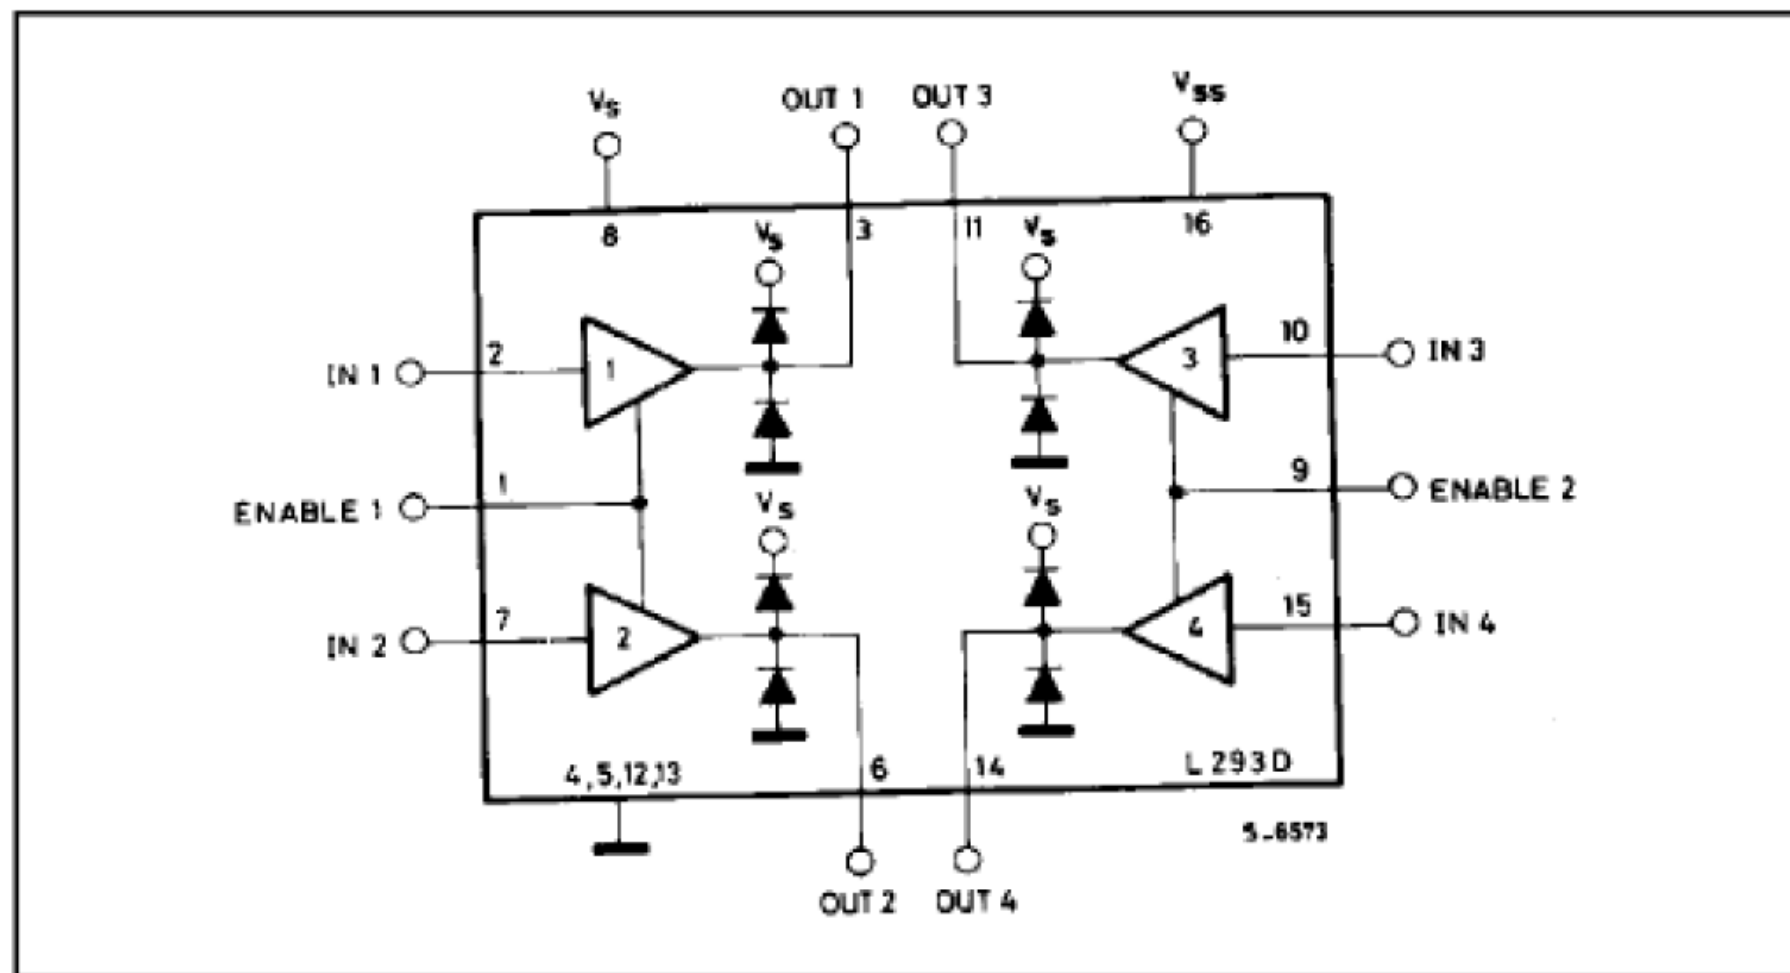 VS
OUT 1
OUT 3
VSS
8
VS
3
11
VS
16
IN 1
2
1
3
10
IN 3
ENABLE 1
1
VS
VS
9
ENABLE 2
IN 2
7
2
4
15
IN 4
4,5,12,13
6
14
L293D
S-6573
OUT 2
OUT 4